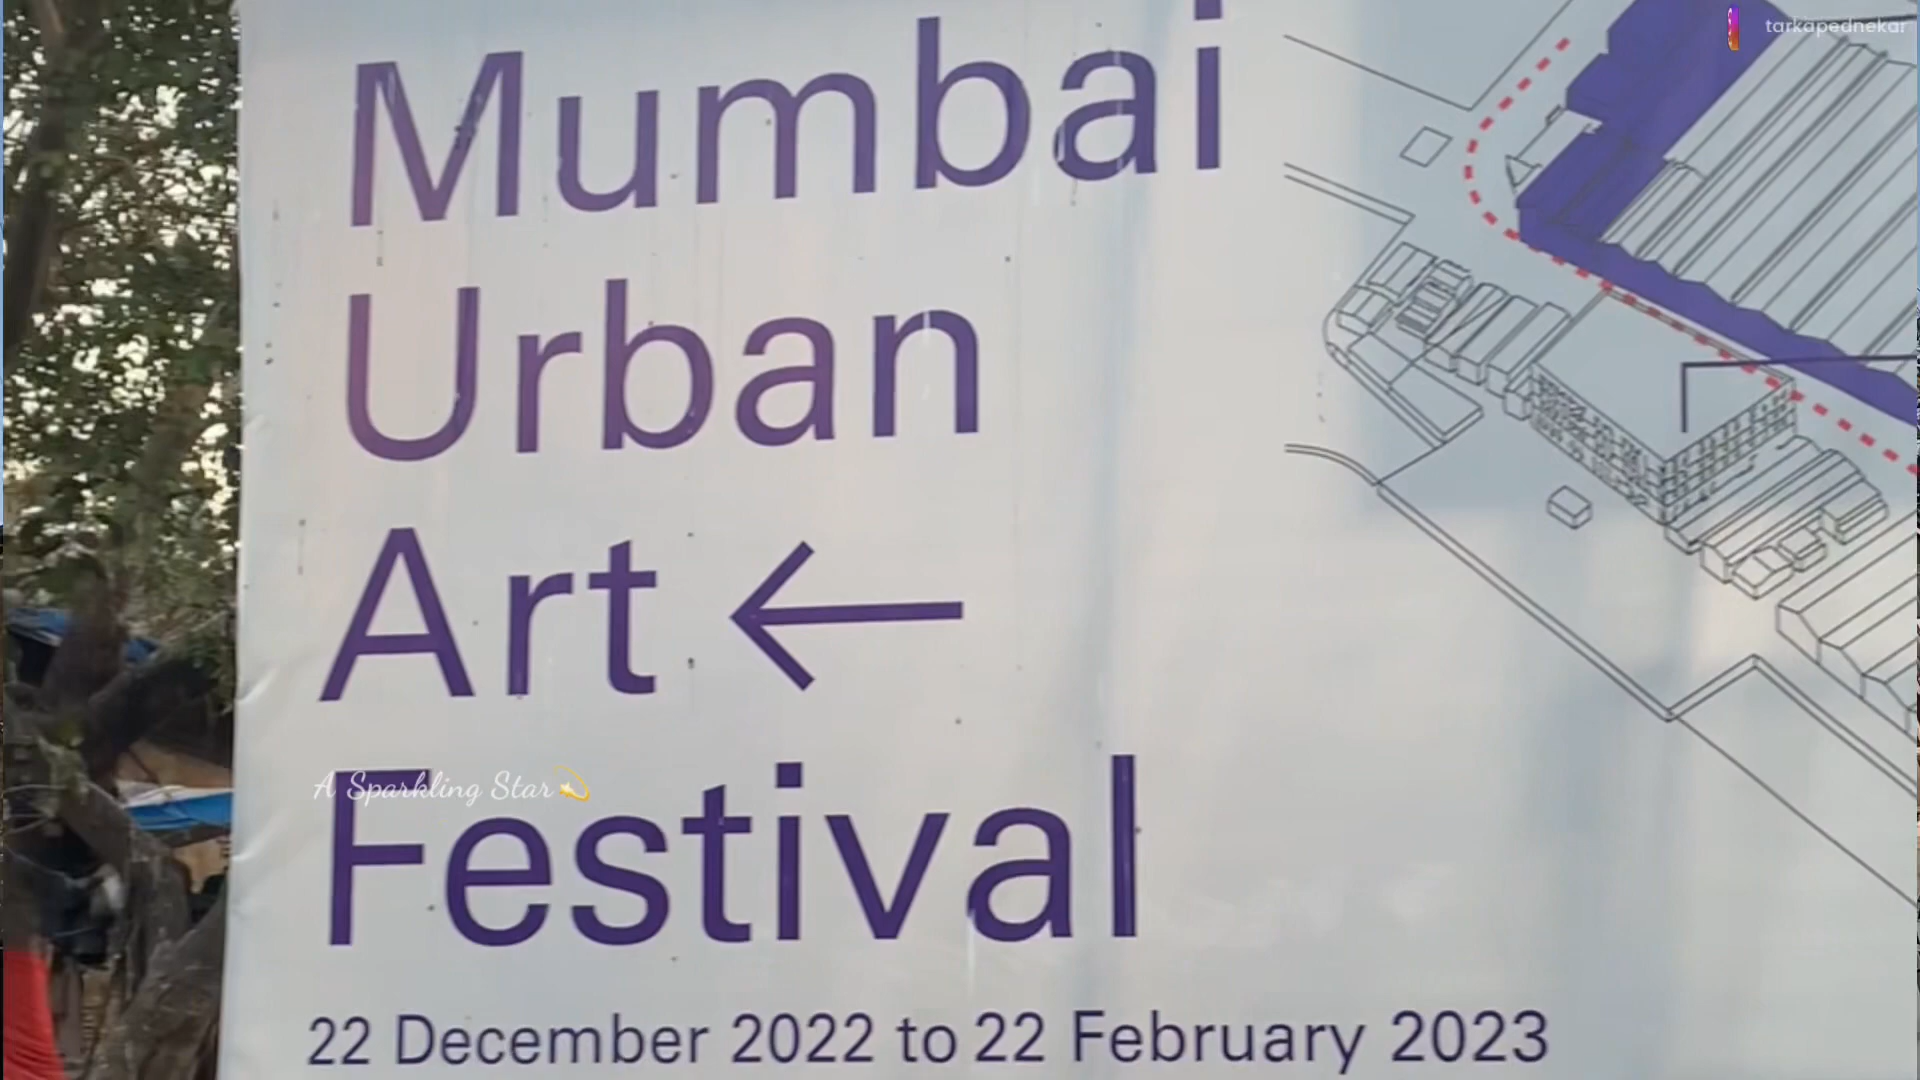 tarkapednekar
Mumbai
Urban
Art ←
Festival
A Sparkling Star💫
22 December 2022 to 22 February 2023